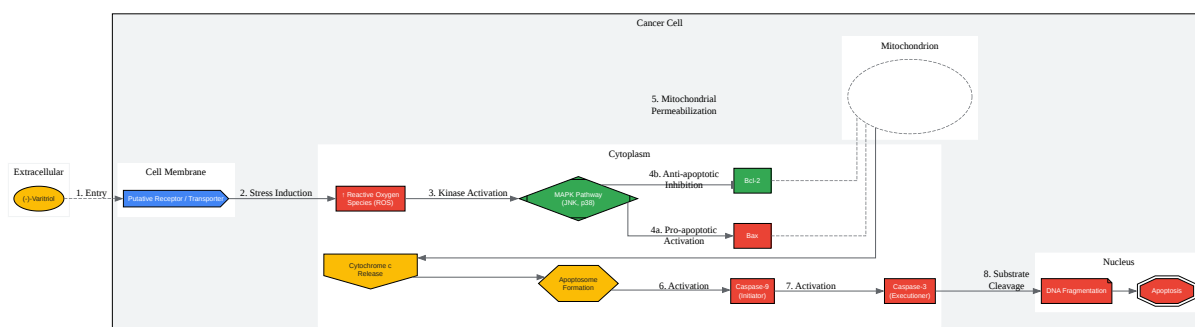 Cancer Cell
Mitochondrion
5. Mitochondrial
Permeabilization
Cytoplasm
Extracellular
(-)-Vantriol
1. Entry
Cell Membrane
Putative Receptor / Transporter
2. Stress Induction
↑ Reactive Oxygen
Species (ROS)
3. Kinase Activation
MAPK Pathway
(JNK, p38)
4b. Anti-apoptotic
Inhibition
Bcl-2
4a. Pro-apoptotic
Activation
Bax
Cytochrome c
Release
Apoptosome
Formation
6. Activation
Caspase-9
(Initiator)
7. Activation
Caspase-3
(Executioner)
8. Substrate
Cleavage
Nucleus
DNA Fragmentation
Apoptosis